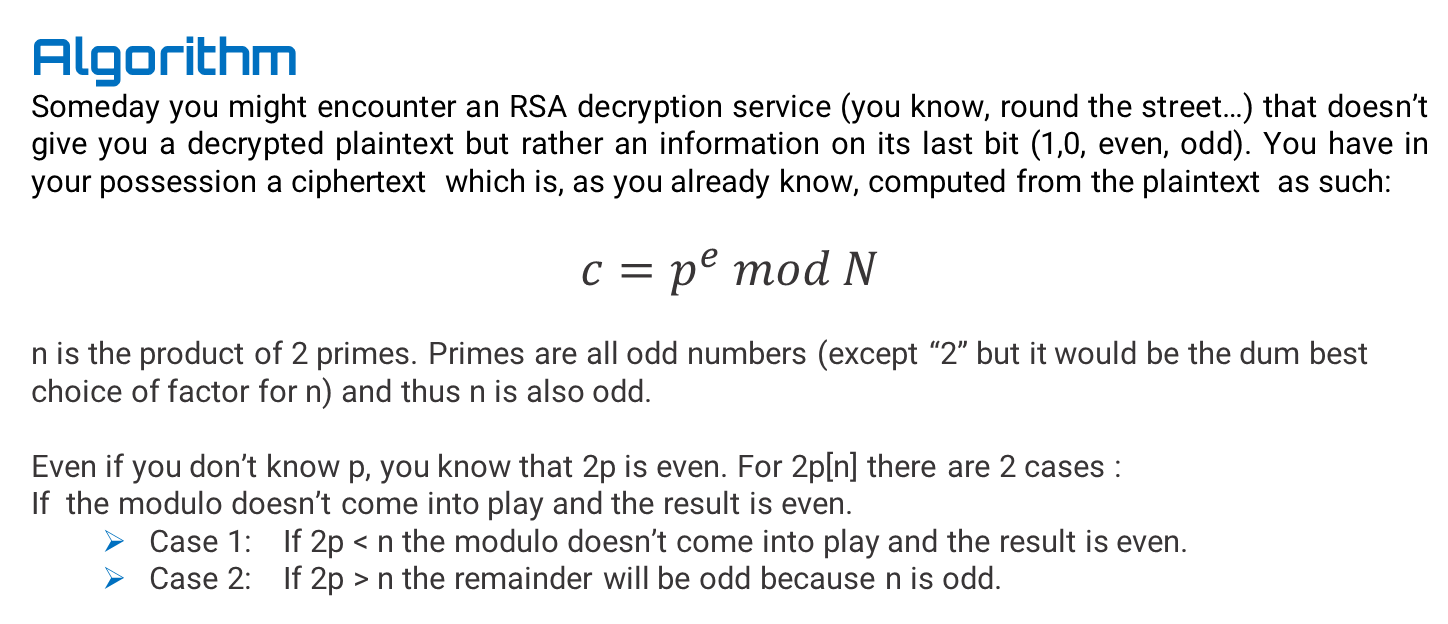 Algorithm
Someday you might encounter an RSA decryption service (you know, round the street…) that doesn’t
give you a decrypted plaintext but rather an information on its last bit (1,0, even, odd). You have in
your possession a ciphertext which is, as you already know, computed from the plaintext as such:
c = pᵉ mod N
n is the product of 2 primes. Primes are all odd numbers (except “2” but it would be the dum best
choice of factor for n) and thus n is also odd.
Even if you don’t know p, you know that 2p is even. For 2p[n] there are 2 cases :
If the modulo doesn’t come into play and the result is even.
➢ Case 1: If 2p < n the modulo doesn’t come into play and the result is even.
➢ Case 2: If 2p > n the remainder will be odd because n is odd.